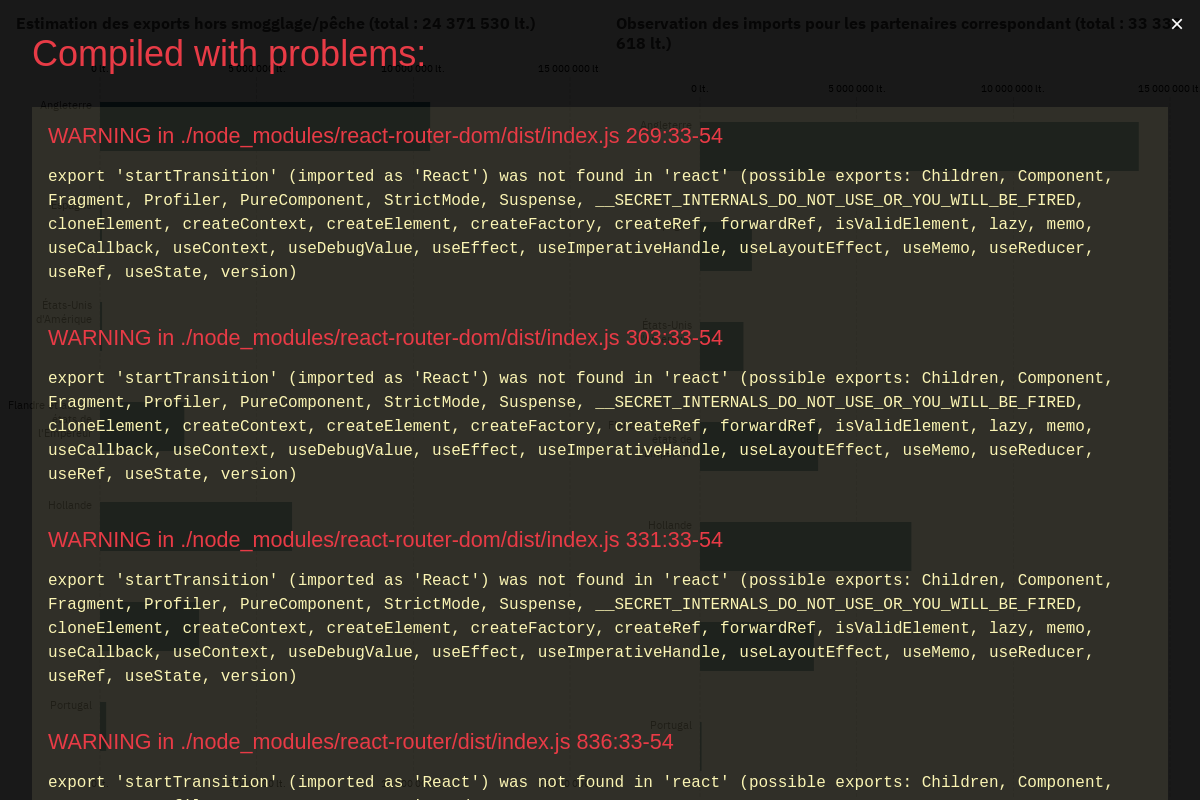 Estimation des exports hors smogglage/pêche (total : 24 371 530 lt.)
Observation des imports pour les partenaires correspondant (total : 33 33
618 lt.)
×
Compiled with problems:
0 lt.
5 000 000 lt.
10 000 000 lt.
15 000 000 lt.
0 lt.
5 000 000 lt.
10 000 000 lt.
15 000 000 lt.
Angleterre
Angleterre
WARNING in ./node_modules/react-router-dom/dist/index.js 269:33-54
export 'startTransition' (imported as 'React') was not found in 'react' (possible exports: Children, Component,
Fragment, Profiler, PureComponent, StrictMode, Suspense, __SECRET_INTERNALS_DO_NOT_USE_OR_YOU_WILL_BE_FIRED,
cloneElement, createContext, createElement, createFactory, createRef, forwardRef, isValidElement, lazy, memo,
useCallback, useContext, useDebugValue, useEffect, useImperativeHandle, useLayoutEffect, useMemo, useReducer,
useRef, useState, version)
États-Unis
d'Amérique
États-Unis
WARNING in ./node_modules/react-router-dom/dist/index.js 303:33-54
export 'startTransition' (imported as 'React') was not found in 'react' (possible exports: Children, Component,
Fragment, Profiler, PureComponent, StrictMode, Suspense, __SECRET_INTERNALS_DO_NOT_USE_OR_YOU_WILL_BE_FIRED,
cloneElement, createContext, createElement, createFactory, createRef, forwardRef, isValidElement, lazy, memo,
useCallback, useContext, useDebugValue, useEffect, useImperativeHandle, useLayoutEffect, useMemo, useReducer,
useRef, useState, version)
Flandre
états de
l'Empereur
états de
Hollande
Hollande
WARNING in ./node_modules/react-router-dom/dist/index.js 331:33-54
export 'startTransition' (imported as 'React') was not found in 'react' (possible exports: Children, Component,
Fragment, Profiler, PureComponent, StrictMode, Suspense, __SECRET_INTERNALS_DO_NOT_USE_OR_YOU_WILL_BE_FIRED,
cloneElement, createContext, createElement, createFactory, createRef, forwardRef, isValidElement, lazy, memo,
useCallback, useContext, useDebugValue, useEffect, useImperativeHandle, useLayoutEffect, useMemo, useReducer,
useRef, useState, version)
Portugal
Portugal
WARNING in ./node_modules/react-router/dist/index.js 836:33-54
export 'startTransition' (imported as 'React') was not found in 'react' (possible exports: Children, Component,